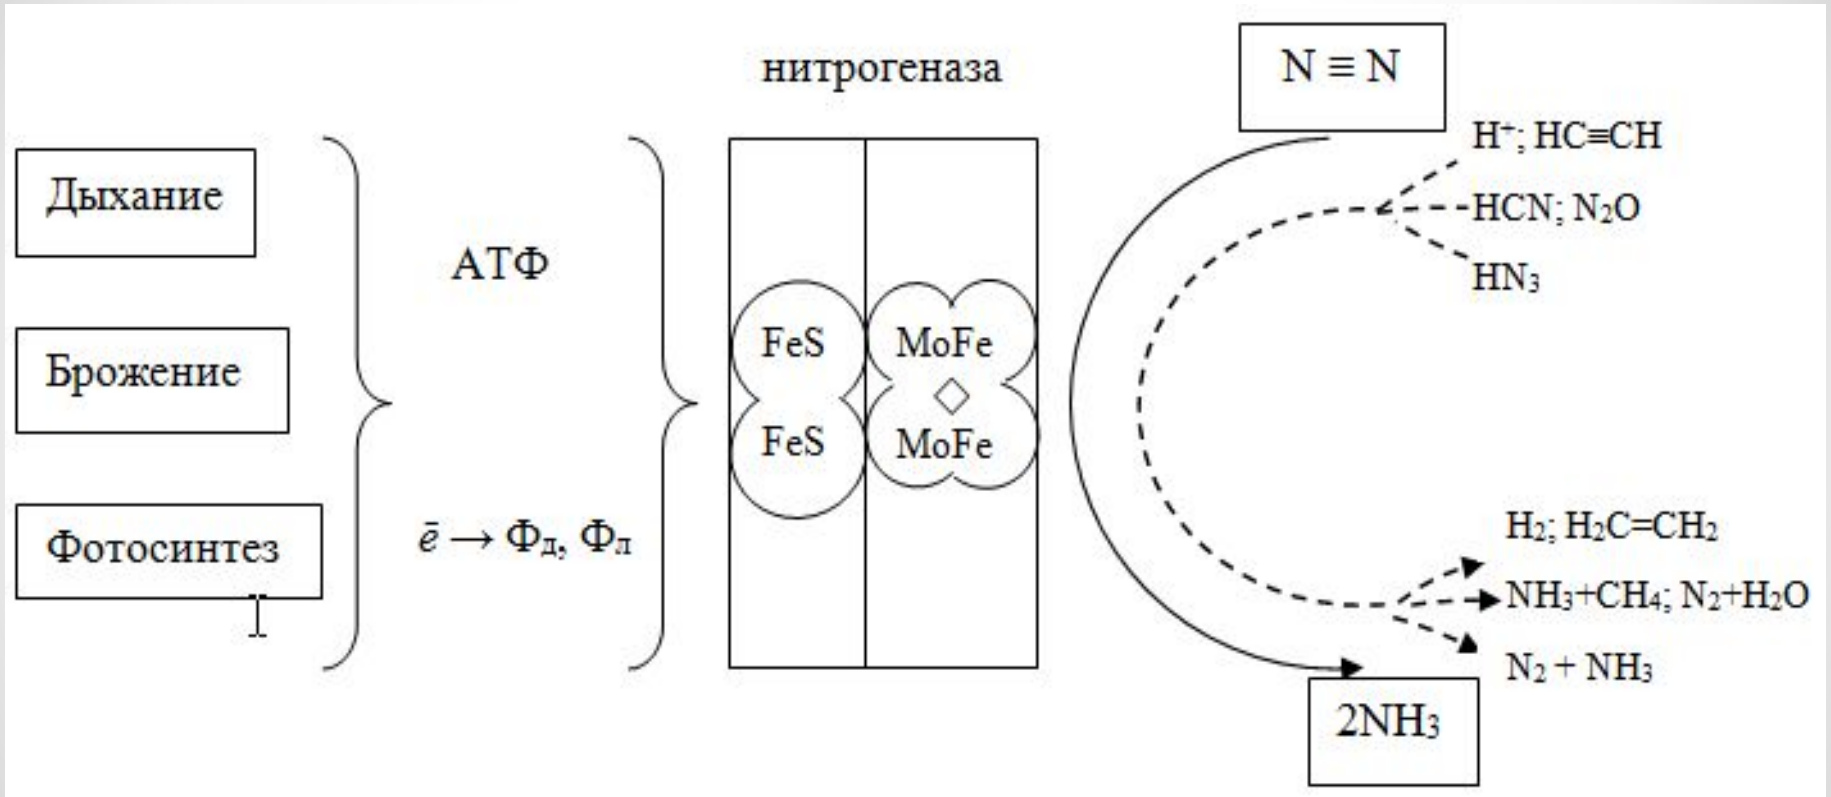 нитрогеназа
Дыхание
Брожение
Фотосинтез
АТФ
ē → Фд, Фл
FeS
FeS
MoFe
MoFe
N ≡ N
H⁺; HC≡CH
HCN; N₂O
HN₃
H₂; H₂C=CH₂
NH₃+CH₄; N₂+H₂O
N₂ + NH₃
2NH₃